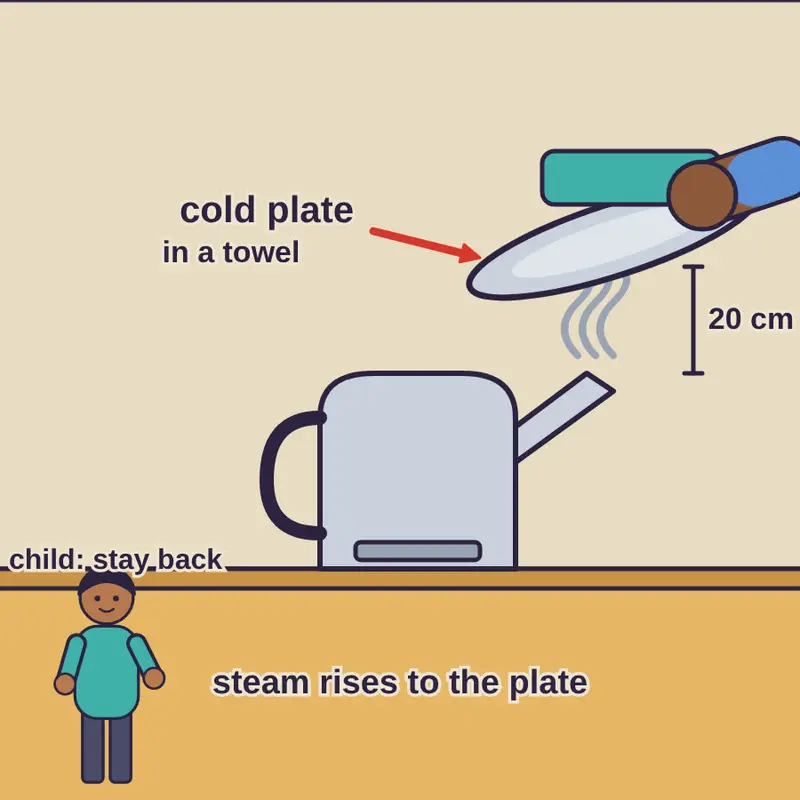 cold plate
in a towel
20 cm
child: stay back
steam rises to the plate